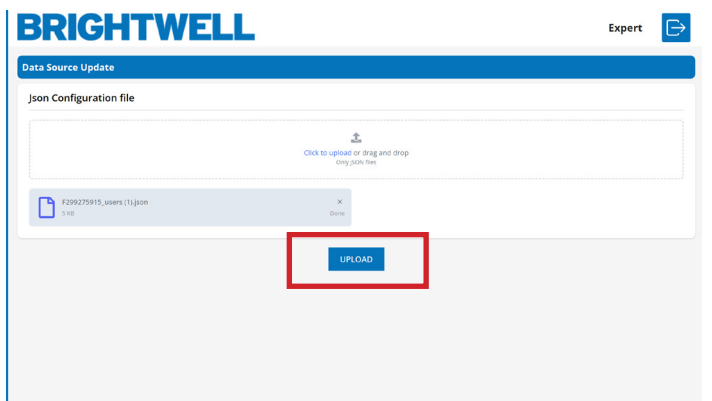 BRIGHTWELL
Expert
Data Source Update
Json Configuration file
Click to upload or drag and drop
Only JSON files
F299275915_users (1).json
5 KB
Done
UPLOAD